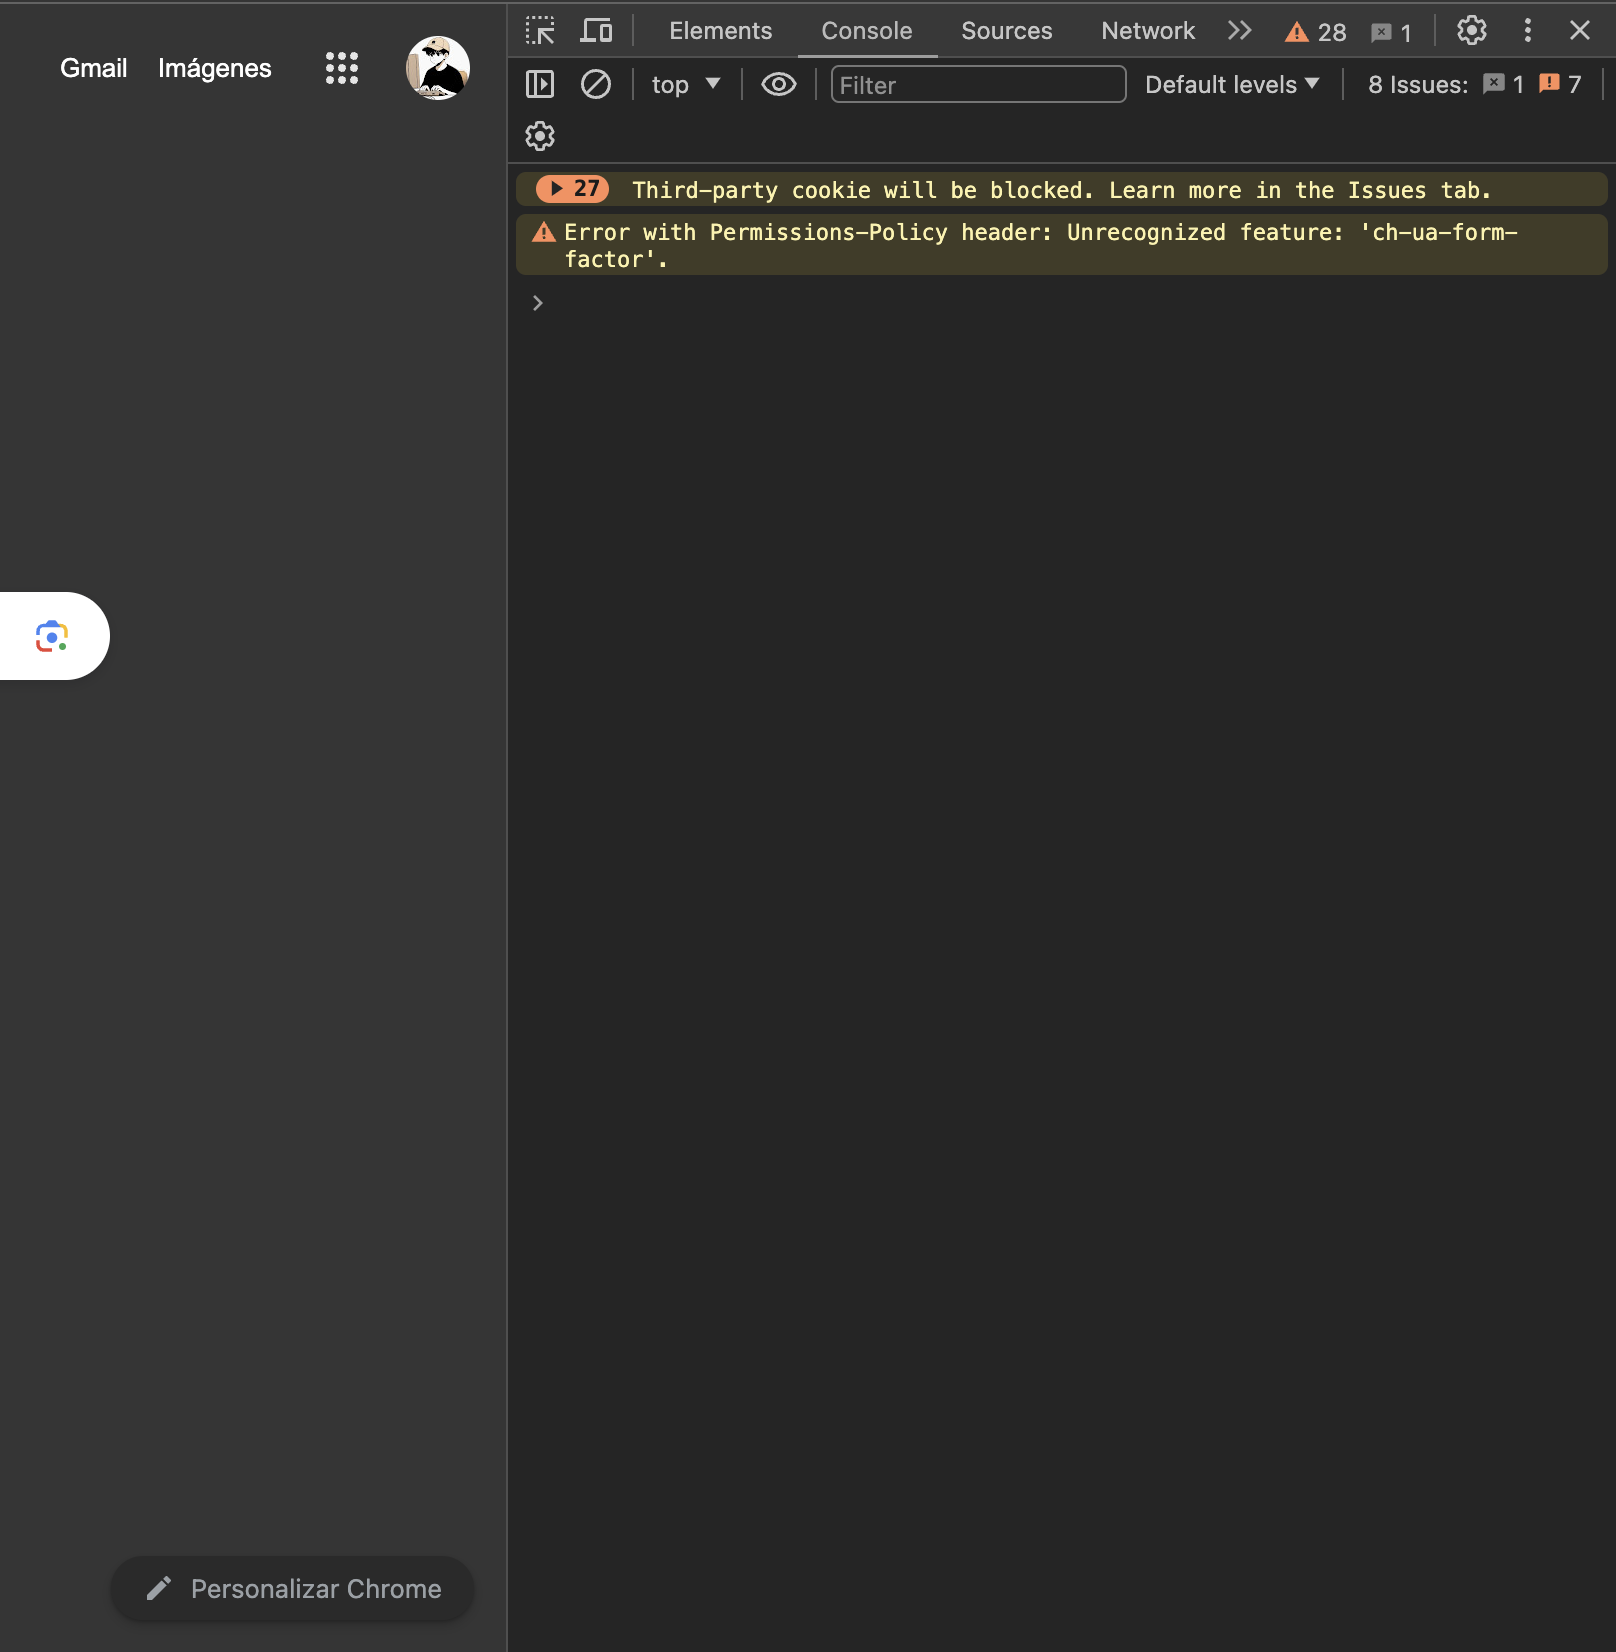 Gmail Imágenes
Elements Console Sources Network 28 1
top Filter Default levels 8 Issues: 1 7
27 Third-party cookie will be blocked. Learn more in the Issues tab.
Error with Permissions-Policy header: Unrecognized feature: 'ch-ua-form-
factor'.
Personalizar Chrome